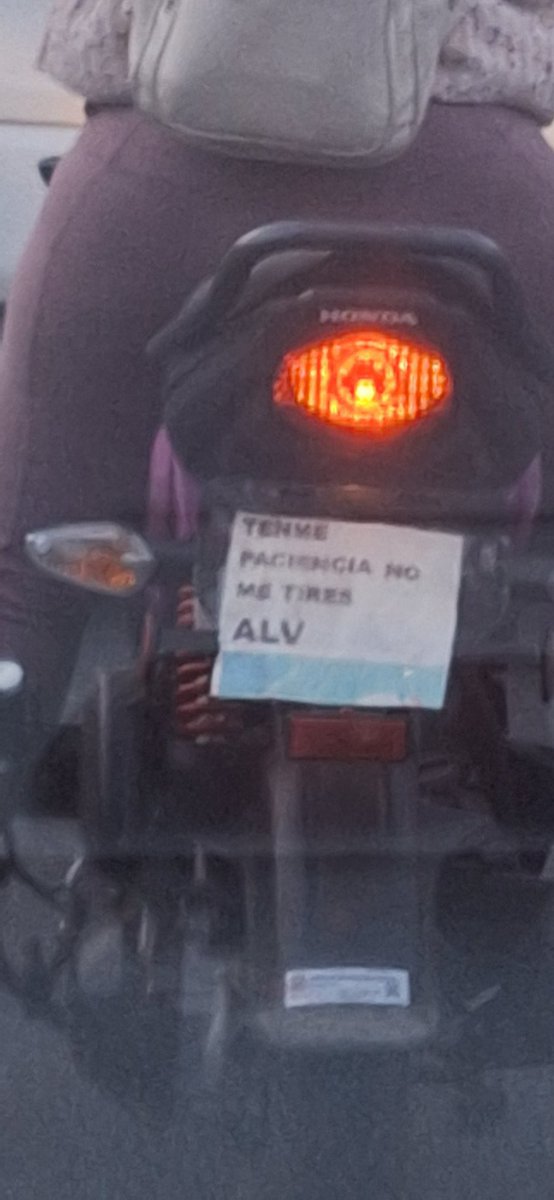 HONDA
TENME
PACIENCIA NO
ME TIRES
ALV